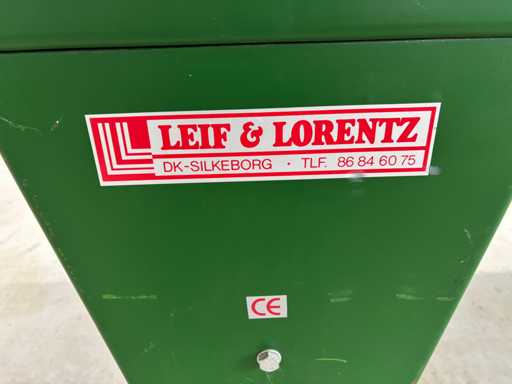 LEIF & LORENTZ
DK-SILKEBORG · TLF. 86 84 60 75
CE